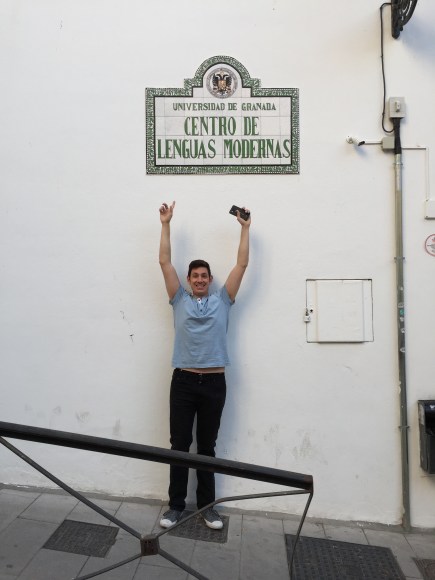 UNIVERSIDAD DE GRANADA
CENTRO DE
LENGUAS MODERNAS